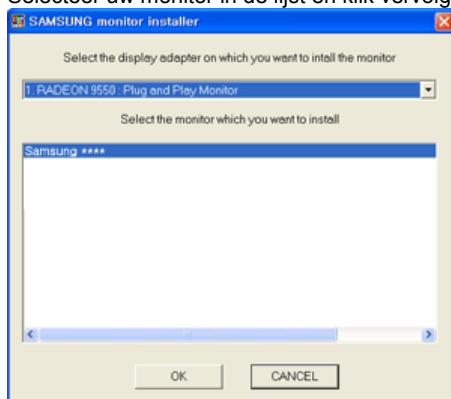 Selecteer uw monitor in de lijst en klik vervolg
SAMSUNG monitor installer
Select the display adapter on which you want to intall the monitor
1. RADEON 9550 : Plug and Play Monitor
Select the monitor which you want to install
Samsung ****
OK CANCEL